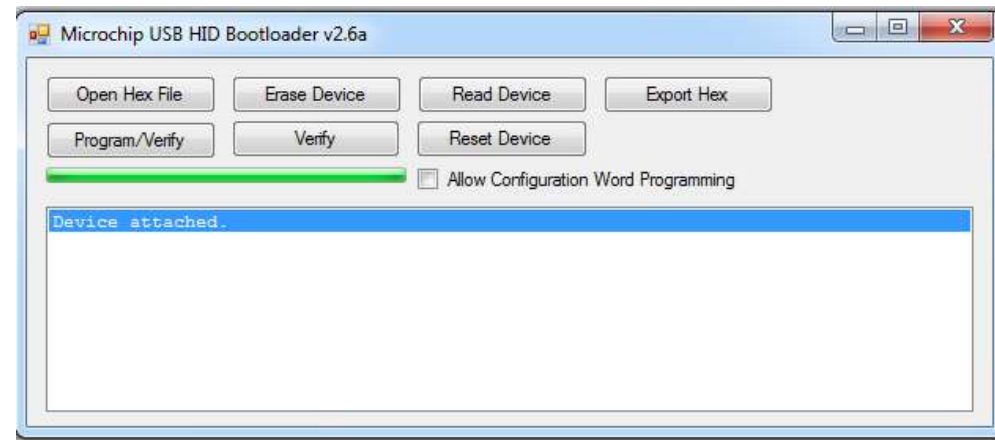 Microchip USB HID Bootloader v2.6a
Open Hex File Erase Device Read Device Export Hex
Program/Verify Verify Reset Device
Allow Configuration Word Programming
Device attached.